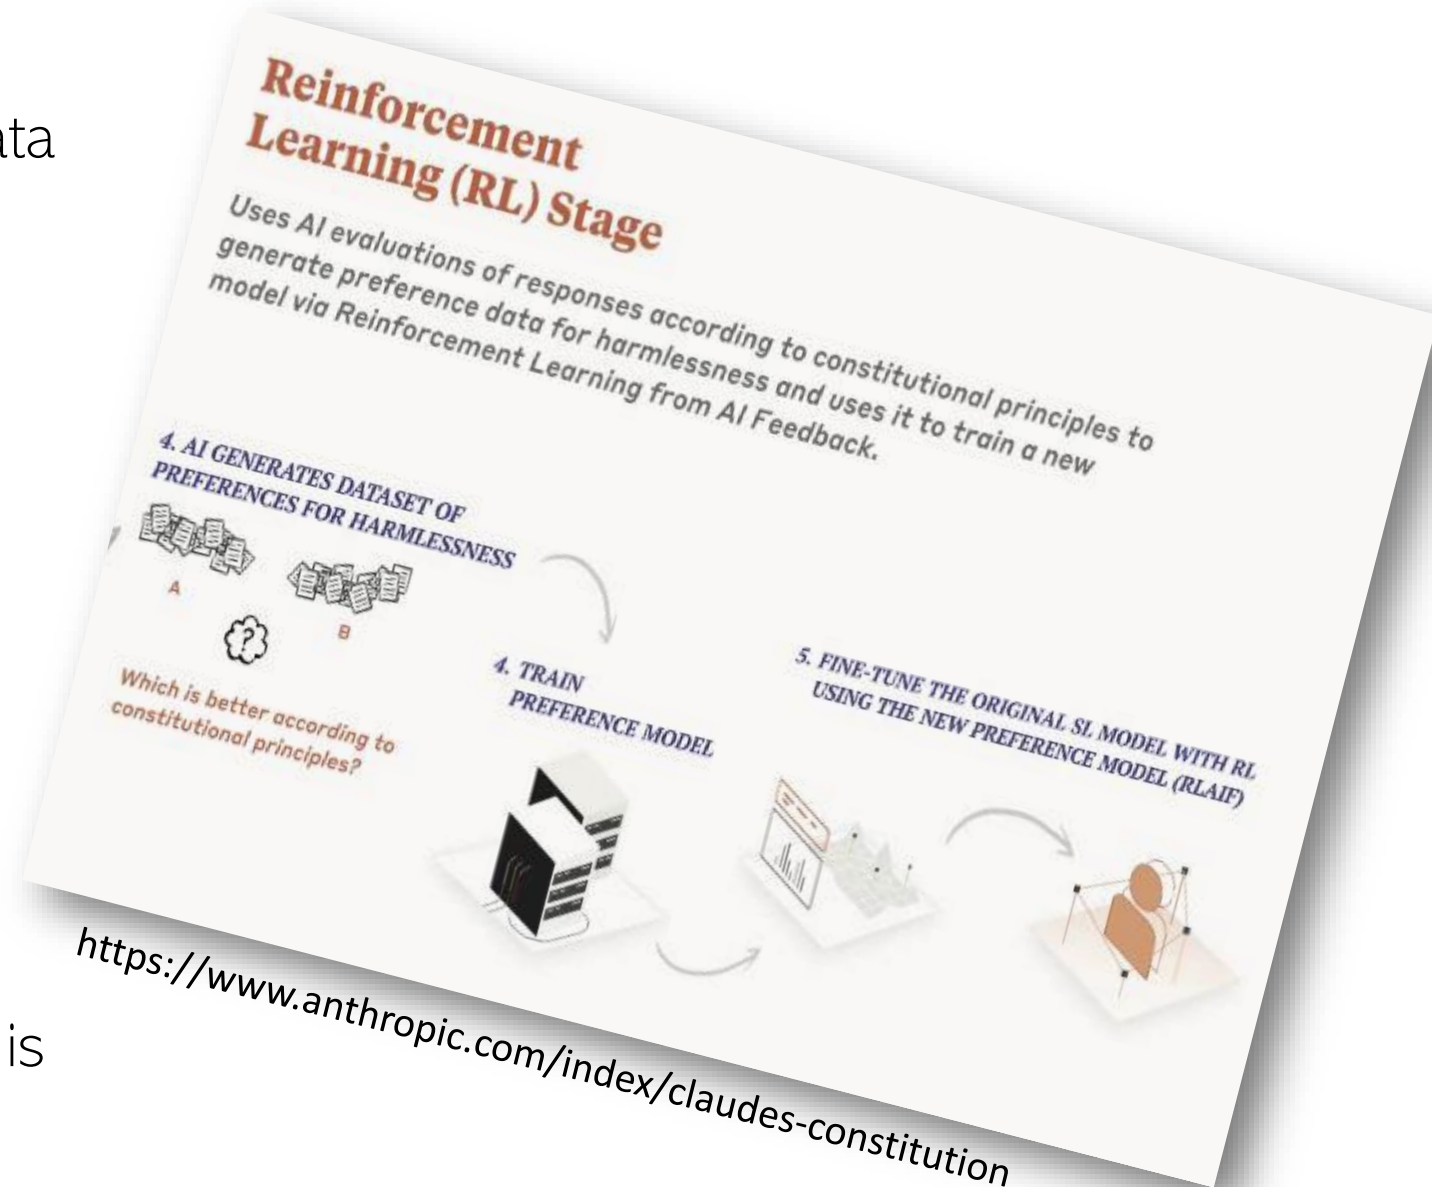 ata
Reinforcement
Learning (RL) Stage
Uses AI evaluations of responses according to constitutional principles to
generate preference data for harmlessness and uses it to train a new
model via Reinforcement Learning from AI Feedback.
4. AI GENERATES DATASET OF
PREFERENCES FOR HARMLESSNESS
A
B
?
Which is better according to
constitutional principles?
4. TRAIN
PREFERENCE MODEL
5. FINE-TUNE THE ORIGINAL SL MODEL WITH RL
USING THE NEW PREFERENCE MODEL (RLAIF)
is
https://www.anthropic.com/index/claudes-constitution